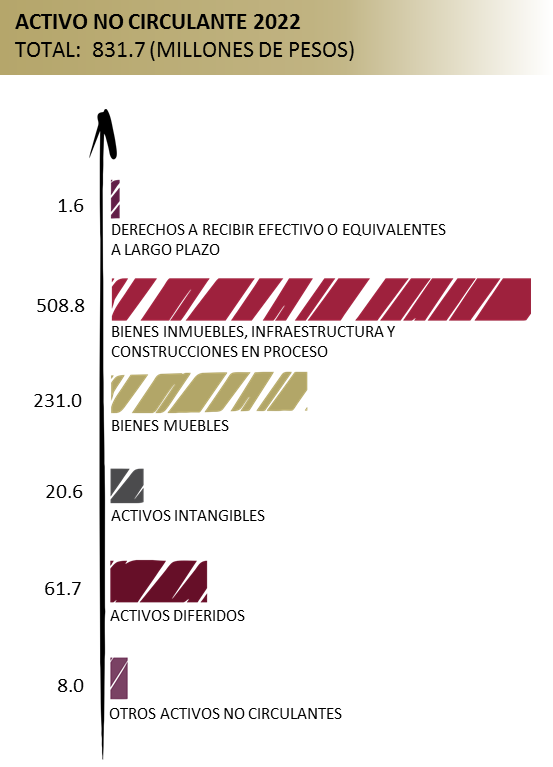 ACTIVO NO CIRCULANTE 2022
TOTAL: 831.7 (MILLONES DE PESOS)
1.6
DERECHOS A RECIBIR EFECTIVO O EQUIVALENTES
A LARGO PLAZO
508.8
BIENES INMUEBLES, INFRAESTRUCTURA Y
CONSTRUCCIONES EN PROCESO
231.0
BIENES MUEBLES
20.6
ACTIVOS INTANGIBLES
61.7
ACTIVOS DIFERIDOS
8.0
OTROS ACTIVOS NO CIRCULANTES